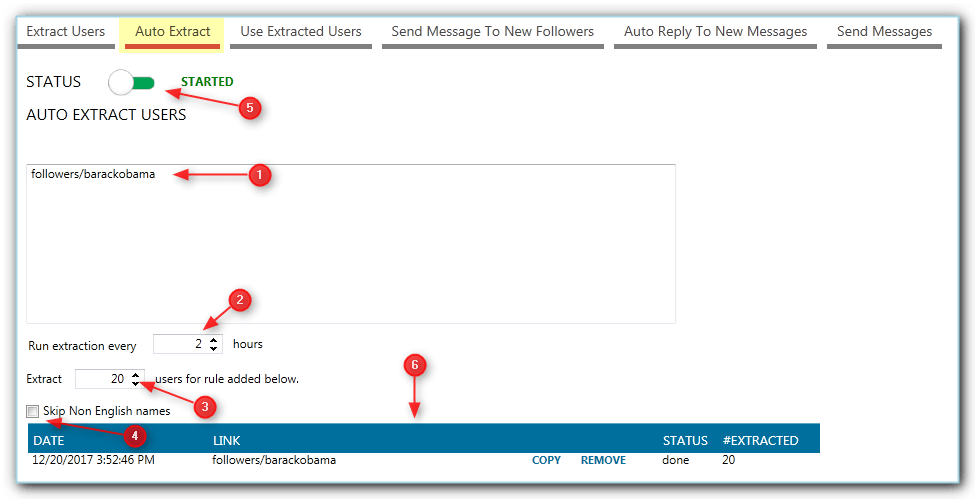 Extract Users Auto Extract Use Extracted Users Send Message To New Followers Auto Reply To New Messages Send Messages
STATUS STARTED
5
AUTO EXTRACT USERS
followers/barackobama 1
2
Run extraction every 2 hours
6
Extract 20 users for rule added below.
3
Skip Non English names
4
DATE LINK STATUS #EXTRACTED
12/20/2017 3:52:46 PM followers/barackobama COPY REMOVE done 20